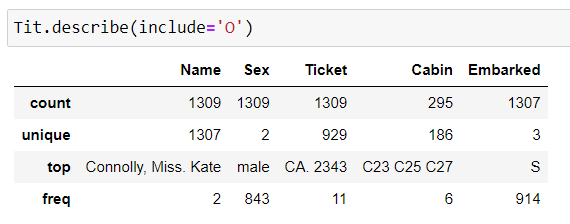 Tit.describe(include='O')
Name Sex Ticket Cabin Embarked
count 1309 1309 1309 295 1307
unique 1307 2 929 186 3
top Connolly, Miss. Kate male CA. 2343 C23 C25 C27 S
freq 2 843 11 6 914